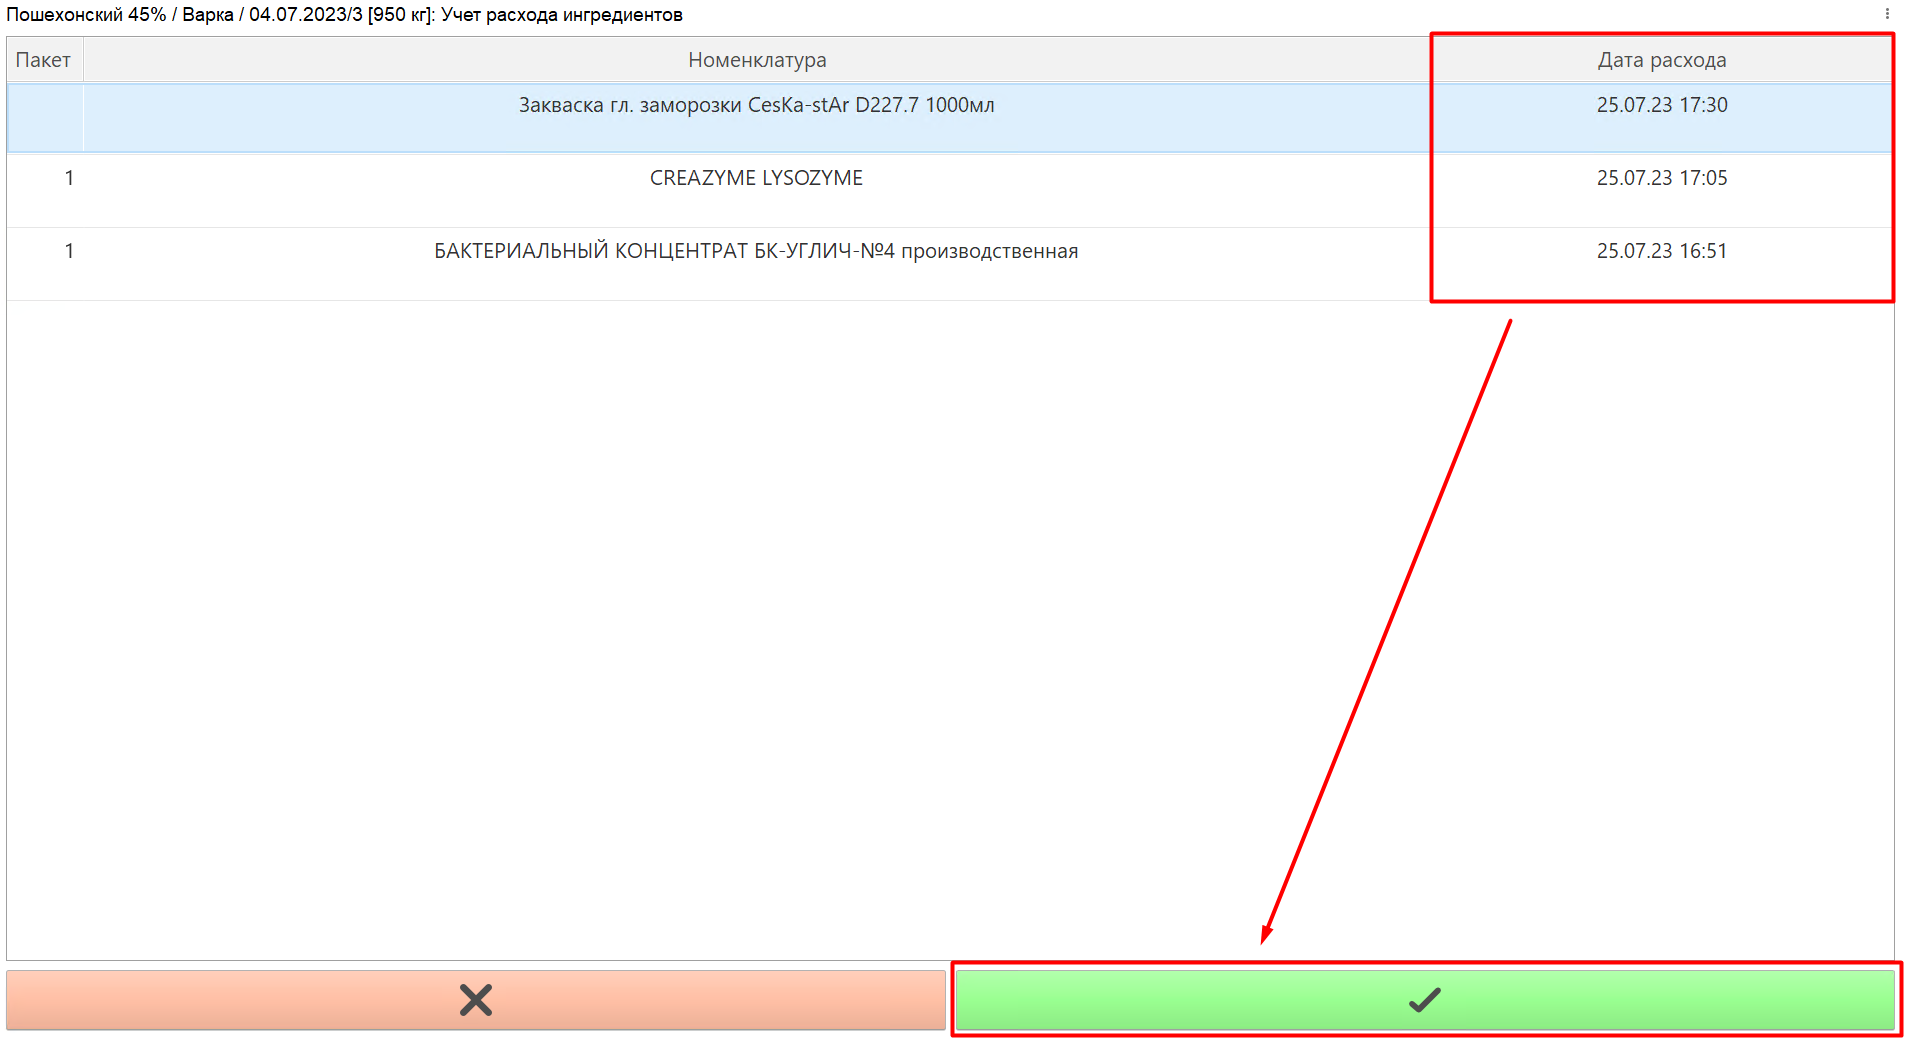 Пошехонский 45% / Варка / 04.07.2023/3 [950 кг]: Учет расхода ингредиентов
Пакет Номенклатура Дата расхода
Закваска гл. заморозки CesKa-stAr D227.7 1000мл 25.07.23 17:30
1 CREAZYME LYSOZYME 25.07.23 17:05
1 БАКТЕРИАЛЬНЫЙ КОНЦЕНТРАТ БК-УГЛИЧ-№4 производственная 25.07.23 16:51